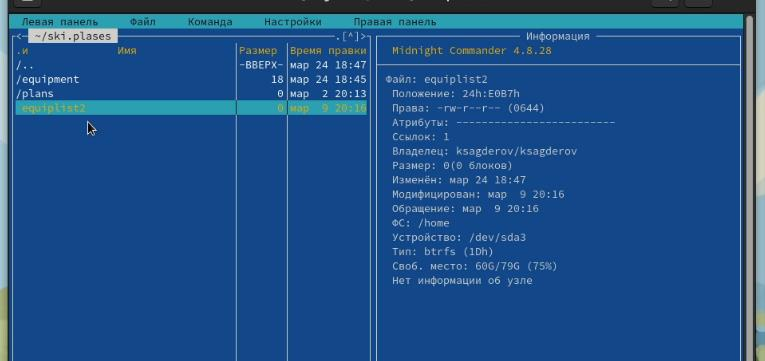 Левая панель Файл Команда Настройки Правая панель
<— ~/ski.plases .[^]>
.и Имя Размер Время правки
/.. -ВВЕРХ- мар 24 18:47
/equipment 18 мар 24 18:45
/plans 0 мар 2 20:13
equiplist2 0 мар 9 20:16
Информация
Midnight Commander 4.8.28
Файл: equiplist2
Положение: 24h:E0B7h
Права: -rw-r--r-- (0644)
Атрибуты: ------------------------
Ссылок: 1
Владелец: ksagderov/ksagderov
Размер: 0(0 блоков)
Изменён: мар 24 18:47
Модифицирован: мар 9 20:16
Обращение: мар 9 20:16
ФС: /home
Устройство: /dev/sda3
Тип: btrfs (1Dh)
Своб. место: 60G/79G (75%)
Нет информации об узле